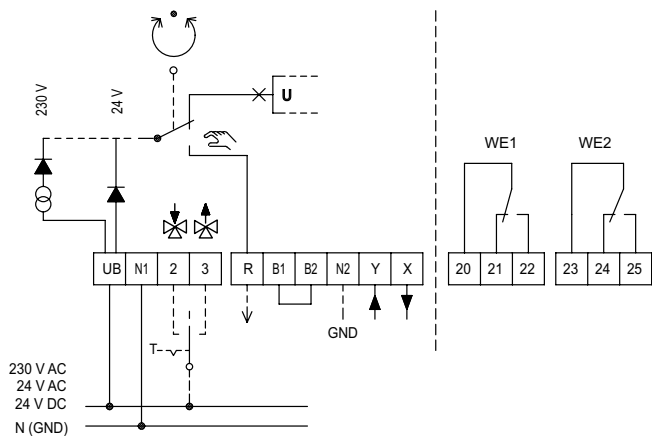 230 V
24 V
U
WE1
WE2
UB N1 2 3 R B1 B2 N2 Y X
20 21 22 23 24 25
GND
T
230 V AC
24 V AC
24 V DC
N (GND)